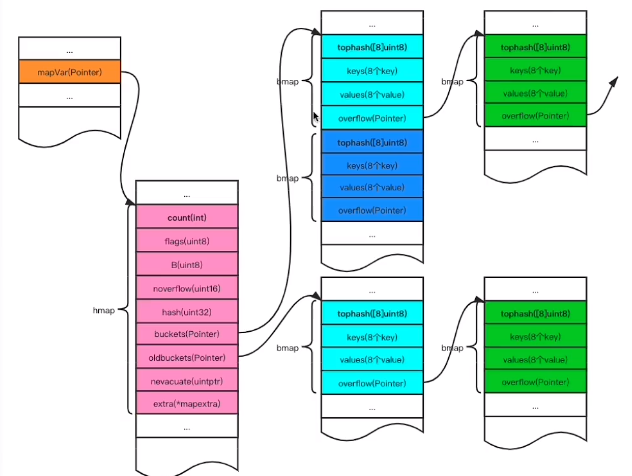 ...
mapVar(Pointer)
...
...
count(int)
flags(uint8)
B(uint8)
noverflow(uint16)
hash(uint32)
buckets(Pointer)
oldbuckets(Pointer)
nevacuate(uintptr)
extra(*mapextra)
...
hmap
...
tophash([8]uint8)
keys(8个key)
values(8个value)
overflow(Pointer)
bmap
tophash([8]uint8)
keys(8个key)
values(8个value)
overflow(Pointer)
bmap
...
...
tophash([8]uint8)
keys(8个key)
values(8个value)
overflow(Pointer)
bmap
...
...
tophash([8]uint8)
keys(8个key)
values(8个value)
overflow(Pointer)
bmap
...
...
tophash([8]uint8)
keys(8个key)
values(8个value)
overflow(Pointer)
bmap
...